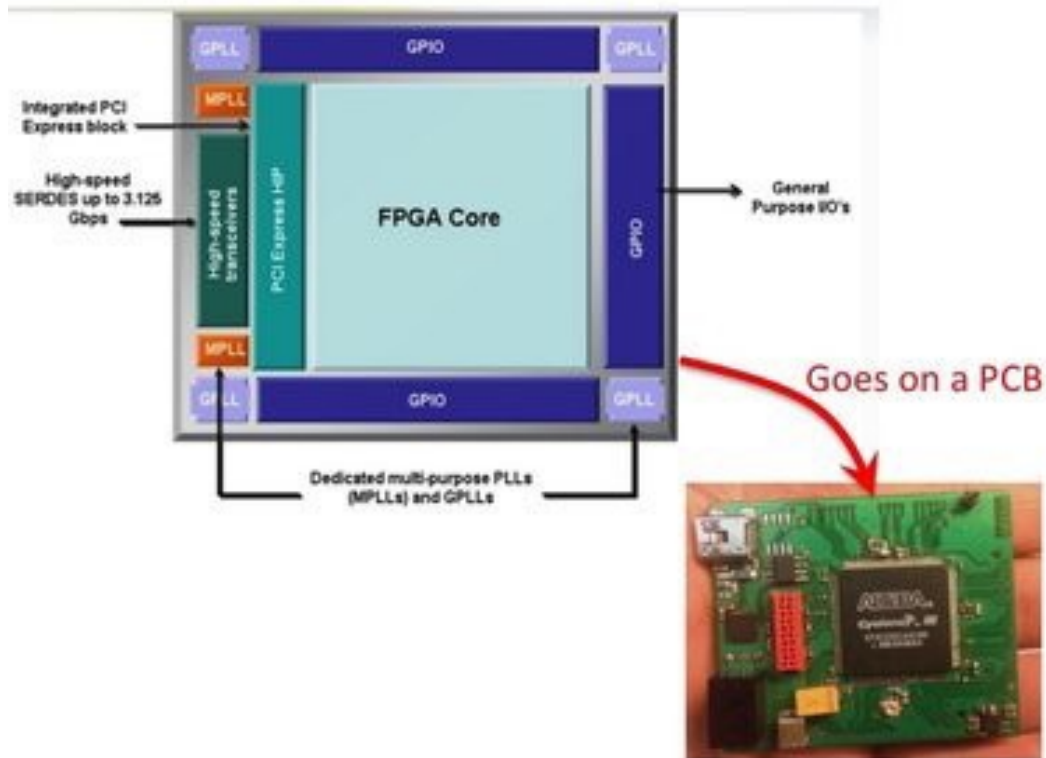 GPLL
GPIO
GPLL
MPLL
Integrated PCI
Express block
High-speed
SERDES up to 3.125
Gbps
High-speed
transceivers
PCI Express HIP
FPGA Core
GPIO
General
Purpose I/O's
MPLL
GPLL
GPIO
GPLL
Goes on a PCB
Dedicated multi-purpose PLLs
(MPLLs) and GPLLs
ALTERA